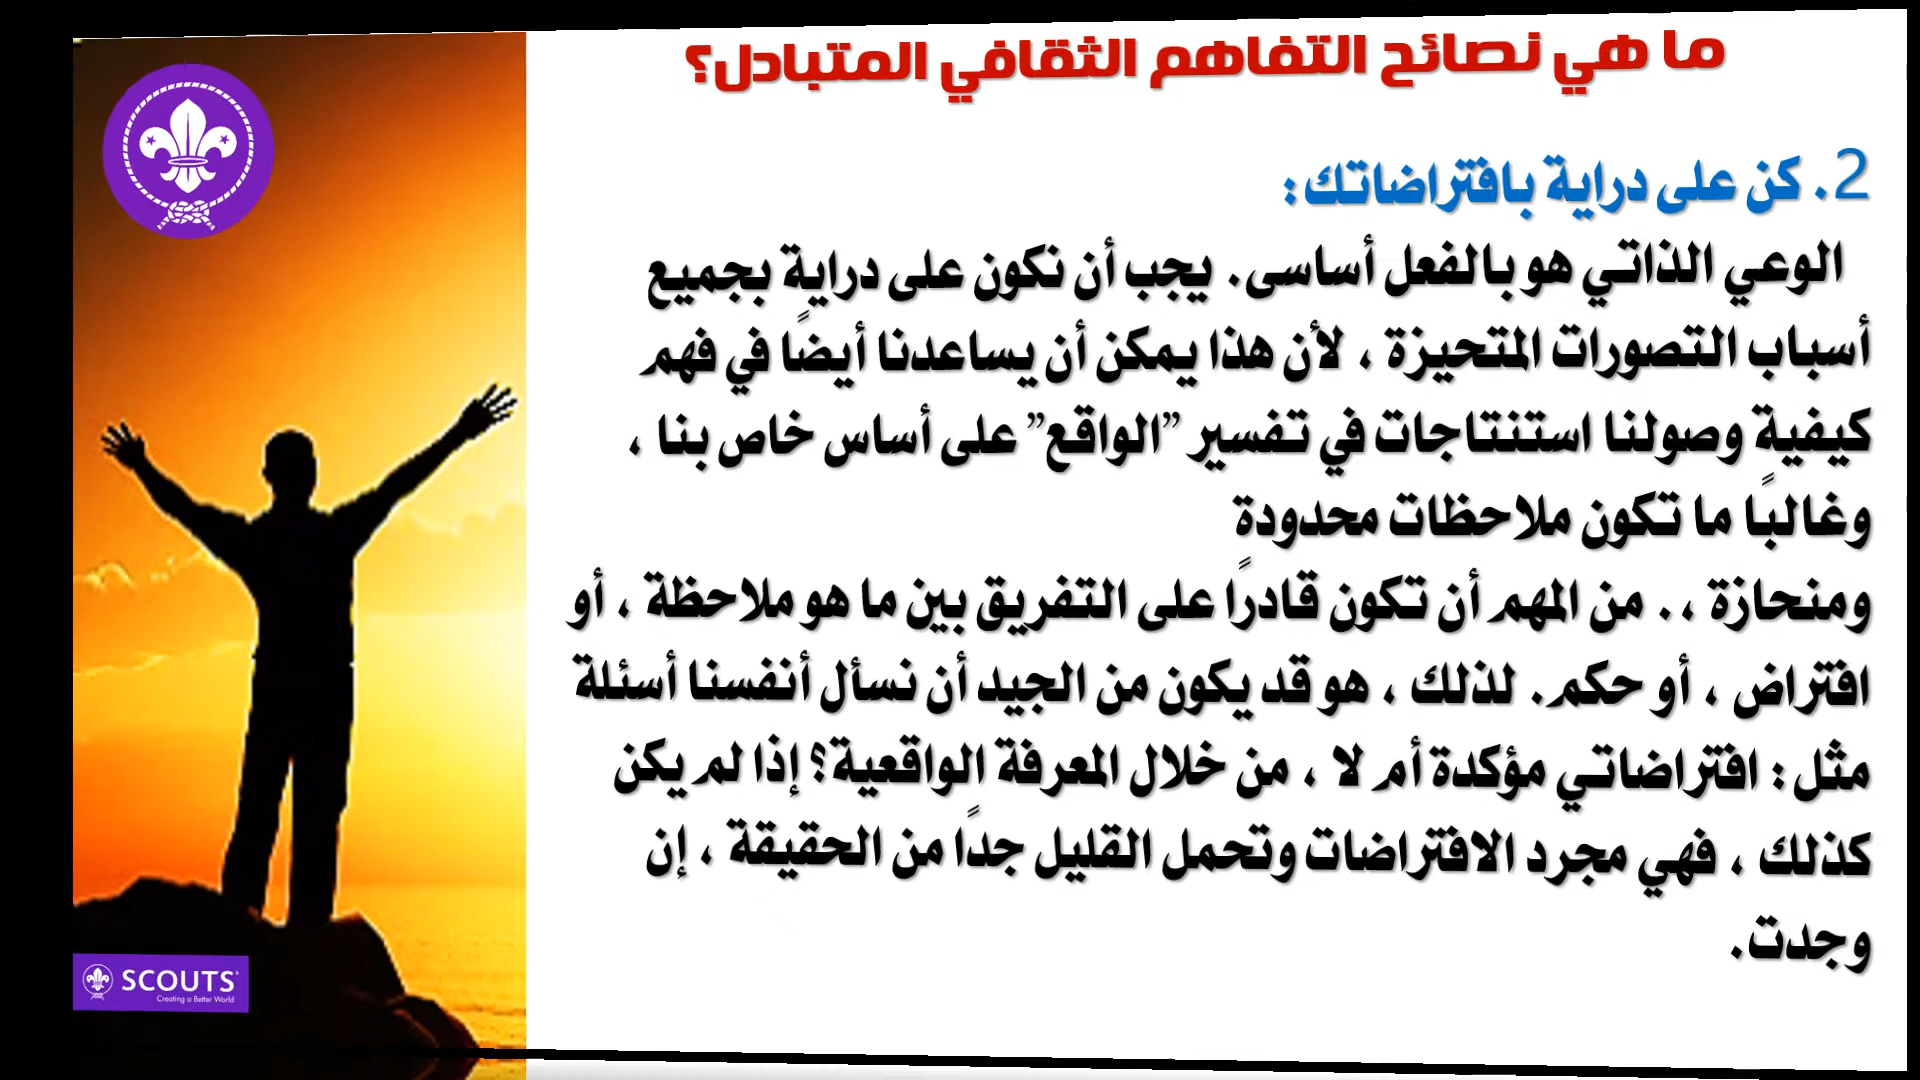 ما هي نصائح التفاهم الثقافي المتبادل؟
2. كن على دراية بافتراضاتك:
الوعي الذاتي هو بالفعل أساسى. يجب أن نكون على دراية بجميع
أسباب التصورات المتحيزة ، لأن هذا يمكن أن يساعدنا أيضًا في فهم
كيفية وصولنا استنتاجات في تفسير "الواقع" على أساس خاص بنا ،
وغالبًا ما تكون ملاحظات محدودة
ومنحازة ،. من المهم أن تكون قادرًا على التفريق بين ما هو ملاحظة ، أو
افتراض ، أو حكم. لذلك ، هو قد يكون من الجيد أن نسأل أنفسنا أسئلة
مثل: افتراضاتي مؤكدة أم لا ، من خلال المعرفة الواقعية؟ إذا لم يكن
كذلك ، فهي مجرد الافتراضات وتحمل القليل جدًا من الحقيقة ، إن
وجدت.
SCOUTS
Creating a Better World